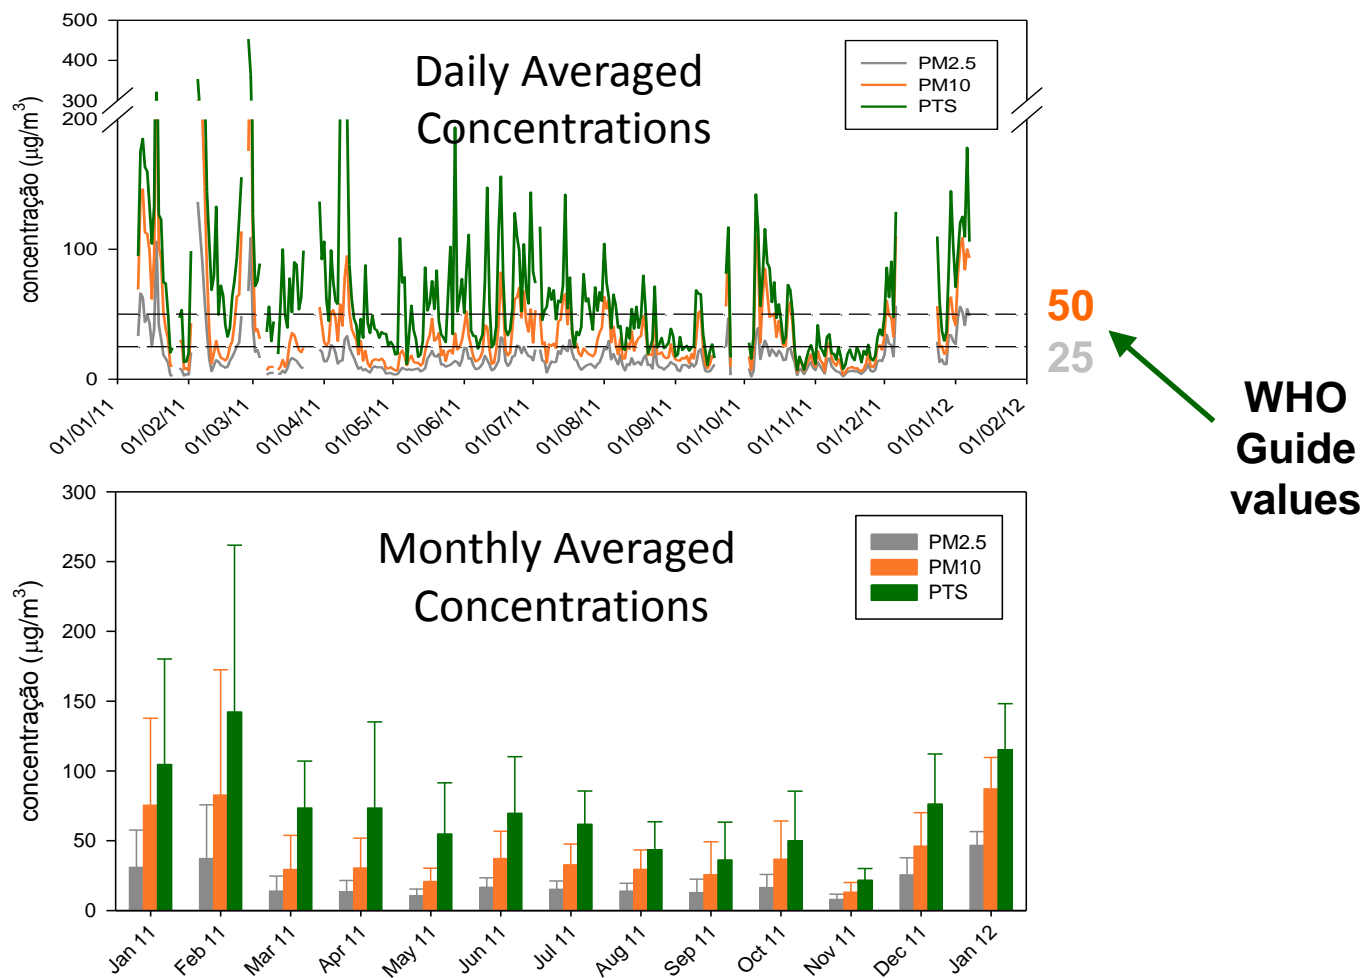 Daily Averaged
Concentrations
concentração (μg/m³)
500
400
300
200
100
0
PM2.5
PM10
PTS
01/01/11
01/02/11
01/03/11
01/04/11
01/05/11
01/06/11
01/07/11
01/08/11
01/09/11
01/10/11
01/11/11
01/12/11
01/01/12
01/02/12
50
25
WHO
Guide
values
Monthly Averaged
Concentrations
concentração (μg/m³)
300
250
200
150
100
50
0
PM2.5
PM10
PTS
Jan 11
Feb 11
Mar 11
Apr 11
May 11
Jun 11
Jul 11
Aug 11
Sep 11
Oct 11
Nov 11
Dec 11
Jan 12